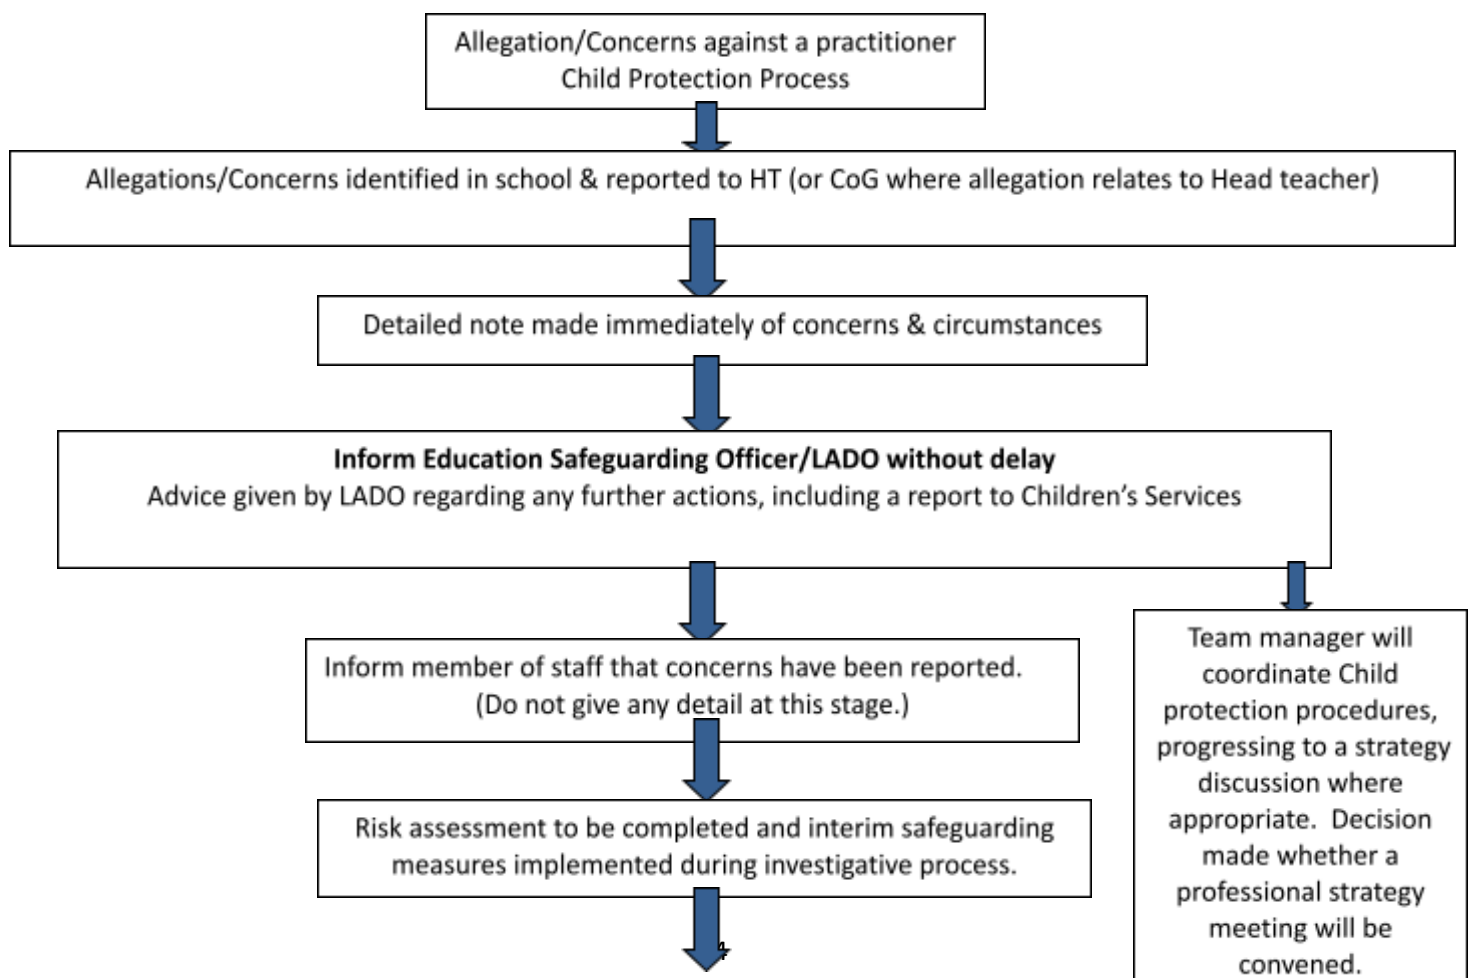 Allegation/Concerns against a practitioner
Child Protection Process
Allegations/Concerns identified in school & reported to HT (or CoG where allegation relates to Head teacher)
Detailed note made immediately of concerns & circumstances
Inform Education Safeguarding Officer/LADO without delay
Advice given by LADO regarding any further actions, including a report to Children’s Services
Inform member of staff that concerns have been reported.
(Do not give any detail at this stage.)
Risk assessment to be completed and interim safeguarding
measures implemented during investigative process.
Team manager will
coordinate Child
protection procedures,
progressing to a strategy
discussion where
appropriate.  Decision
made whether a
professional strategy
meeting will be
convened.
4